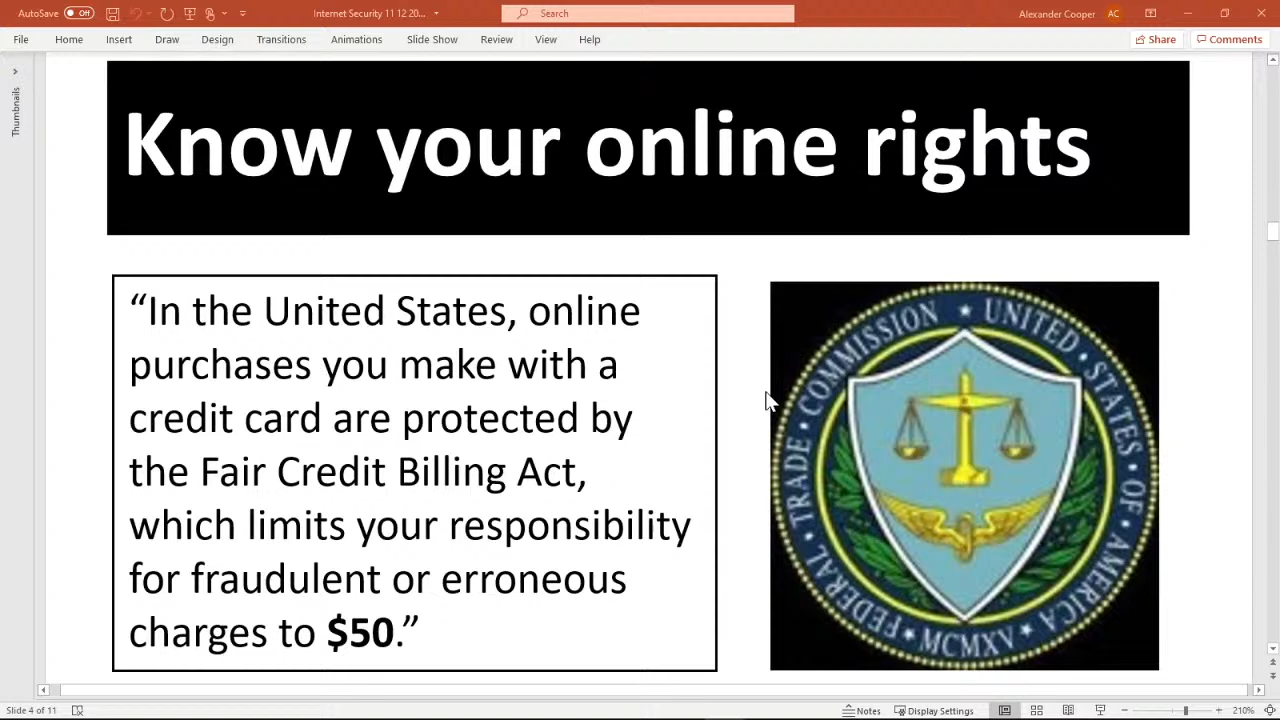 AutoSave Off Internet Security 11 12 20... Search Alexander Cooper AC
File Home Insert Draw Design Transitions Animations Slide Show Review View Help Share Comments
Thumbnails
Know your online rights
“In the United States, online
purchases you make with a
credit card are protected by
the Fair Credit Billing Act,
which limits your responsibility
for fraudulent or erroneous
charges to $50.”
FEDERAL • TRADE • COMMISSION ★ UNITED ★ STATES • OF • AMERICA ★ MCMXV ★
Slide 4 of 11 Notes Display Settings 210%